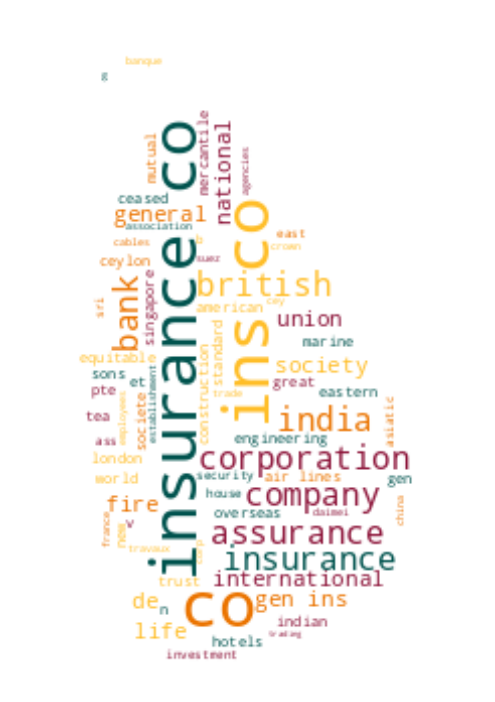 banque
g
insurance co
mutual
mercantile
national
agencies
ceased
general
association
ins co
east
cables
b
crown
ceylon
suez
sri
bank
singapore
british
american
cey
union
standard
construction
marine
equitable
society
sons
et
great
pte
establishment
trade
eastern
employees
societe
india
asiatic
tea
ass
engineering
london
corporation
world
security
air lines
gen
house
company
fire
overseas
daimei
china
france
v
new
assurance
travaux
corp
insurance
trust
international
de
n
co
gen ins
life
indian
trading
hotels
investment